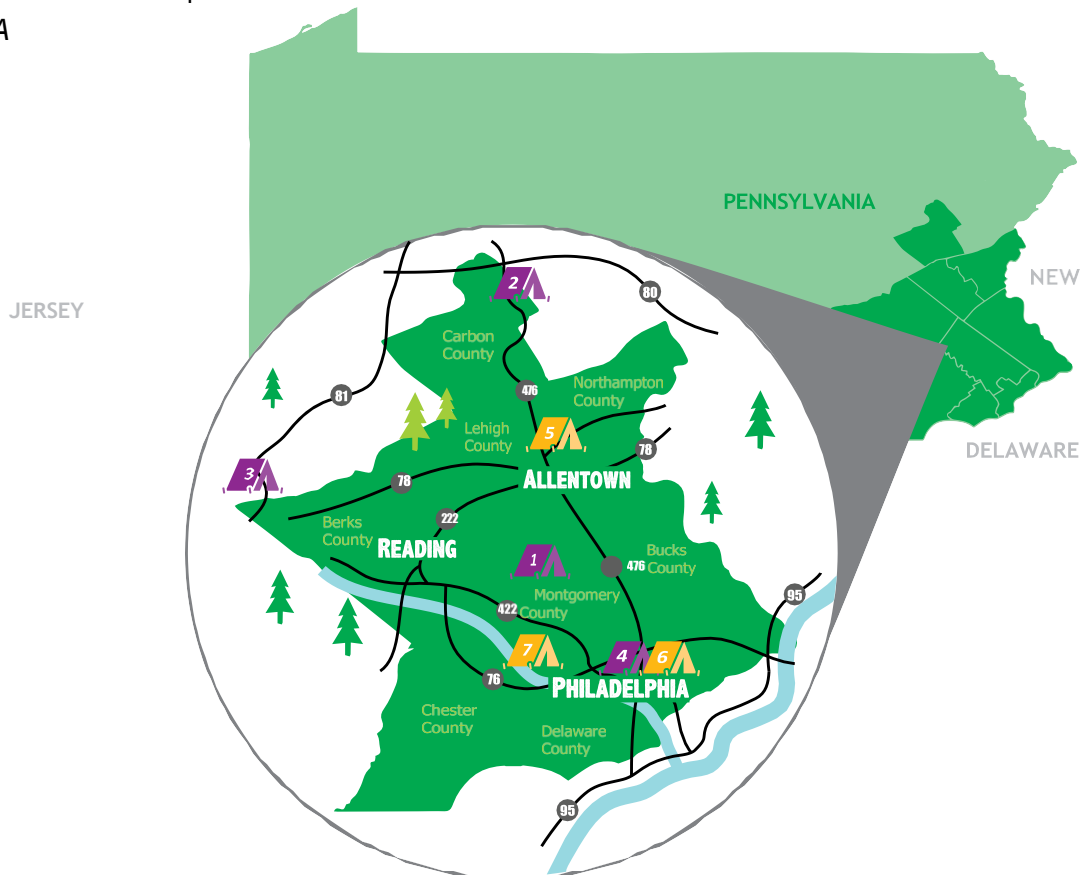 A
PENNSYLVANIA
NEW
JERSEY
DELAWARE
2
80
Carbon
County
81
476
Northampton
County
5
Lehigh
County
78
3
78
ALLENTOWN
222
Berks
County
READING
1
476
Bucks
County
Montgomery
County
422
95
7
4
6
76
PHILADELPHIA
Chester
County
Delaware
County
95